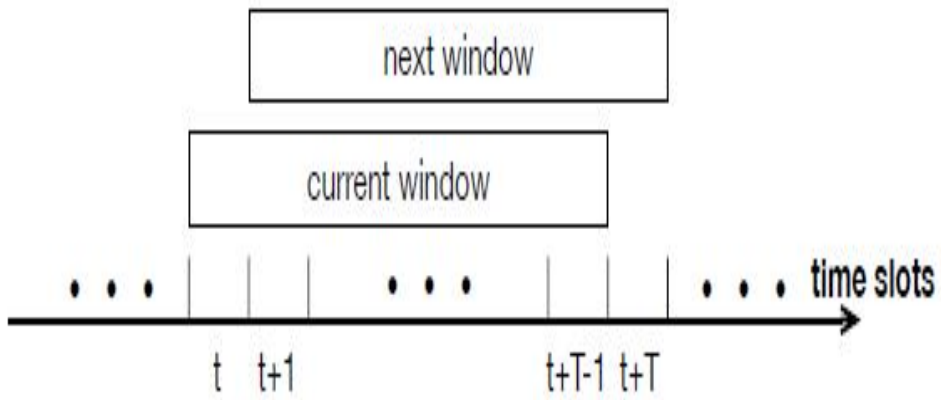 next window
current window
• • • • • • • • • time slots
t t+1 t+T-1 t+T